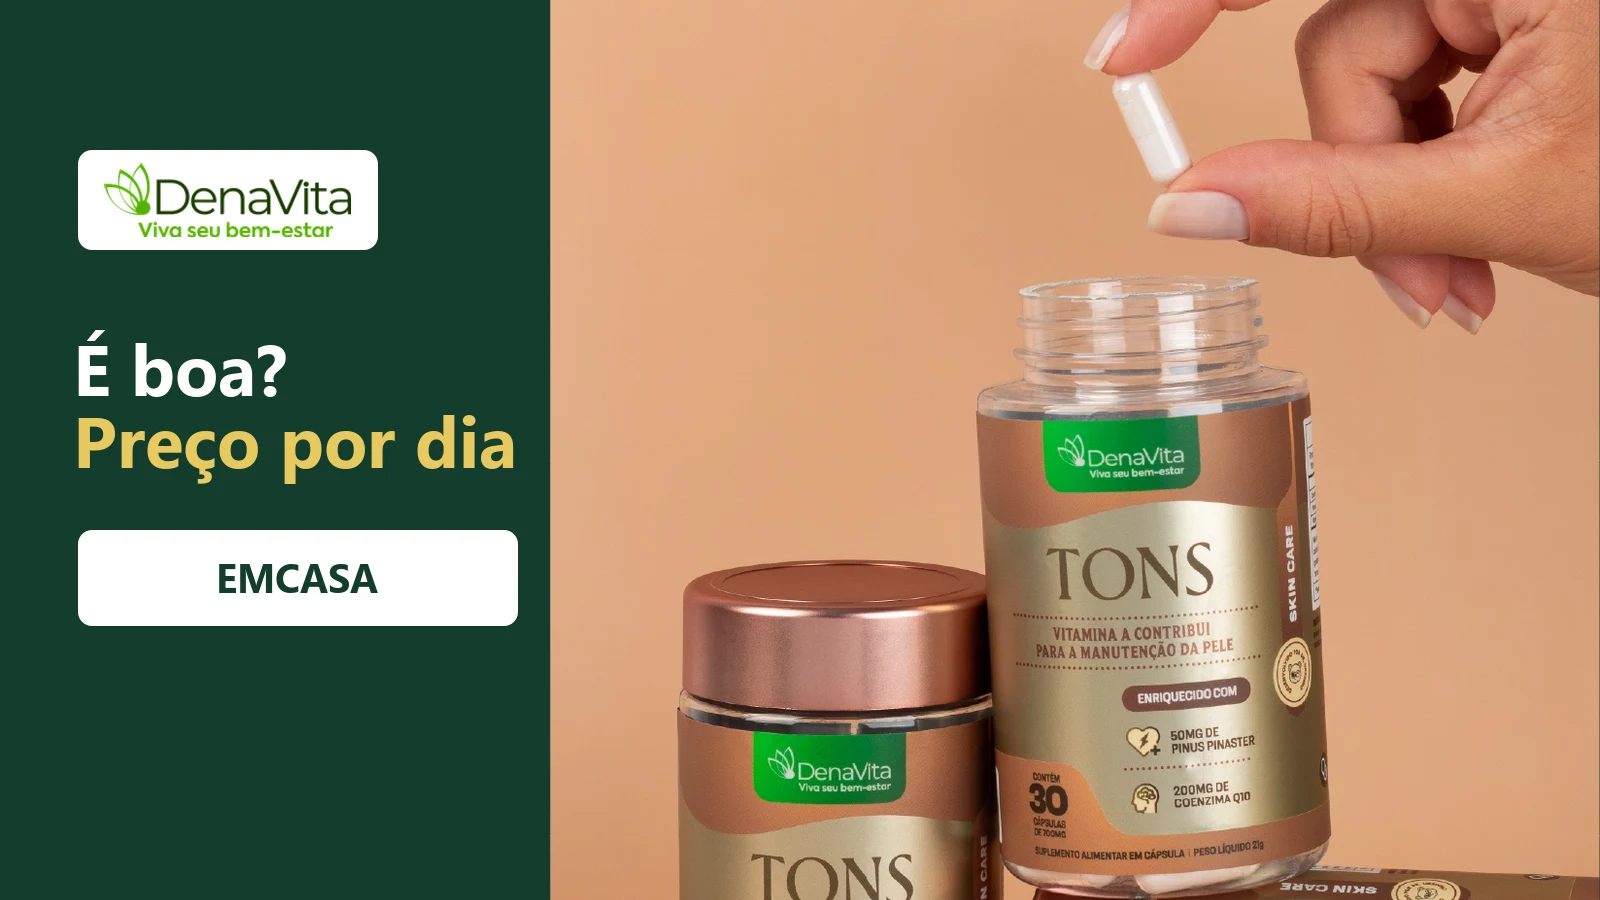 DenaVita
Viva seu bem-estar
É boa?
Preço por dia
EMCASA
DenaVita
Viva seu bem-estar
TONS
VITAMINA A CONTRIBUI
PARA A MANUTENÇÃO DA PELE
ENRIQUECIDO COM
50MG DE
PINUS PINASTER
200MG DE
COENZIMA Q10
CONTÉM
30
CÁPSULAS
DE 700MG
SUPLEMENTO ALIMENTAR EM CÁPSULA | PESO LÍQUIDO 21g
SKIN CARE
DenaVita
Viva seu bem-estar
TONS
SKIN CARE